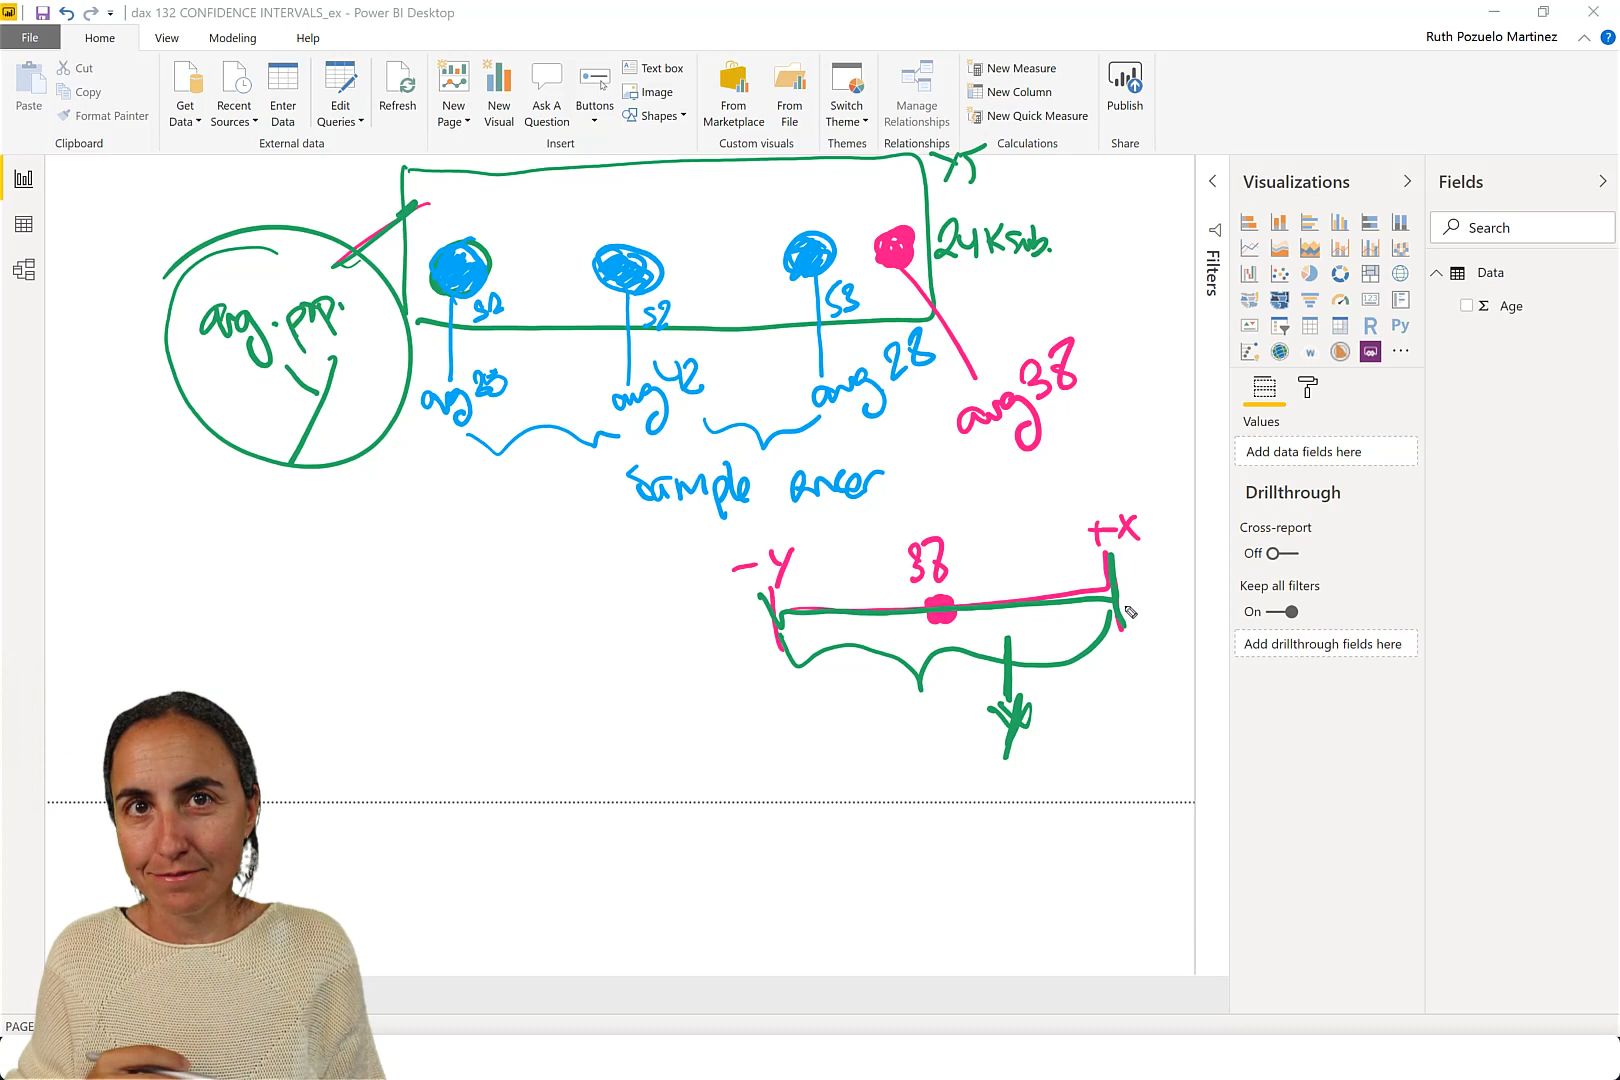 dax 132 CONFIDENCE INTERVALS_ex - Power BI Desktop
File Home View Modeling Help Ruth Pozuelo Martinez
Paste Cut Copy Format Painter
Clipboard
Get Data Recent Sources Enter Data Edit Queries Refresh
External data
New Page New Visual Ask A Question Buttons Text box Image Shapes
Insert
From Marketplace From File
Custom visuals
Switch Theme
Themes
Manage Relationships
Relationships
New Measure New Column New Quick Measure
Calculations
Publish
Share
YT
24K sub.
avg. pop.
S2 S3
avg 42 avg 28 avg 38
sample
-Y 38 +X
Filters
Visualizations
Values
Add data fields here
Drillthrough
Cross-report
Off
Keep all filters
On
Add drillthrough fields here
Fields
Search
Data
Σ Age
R Py
123
PAGE